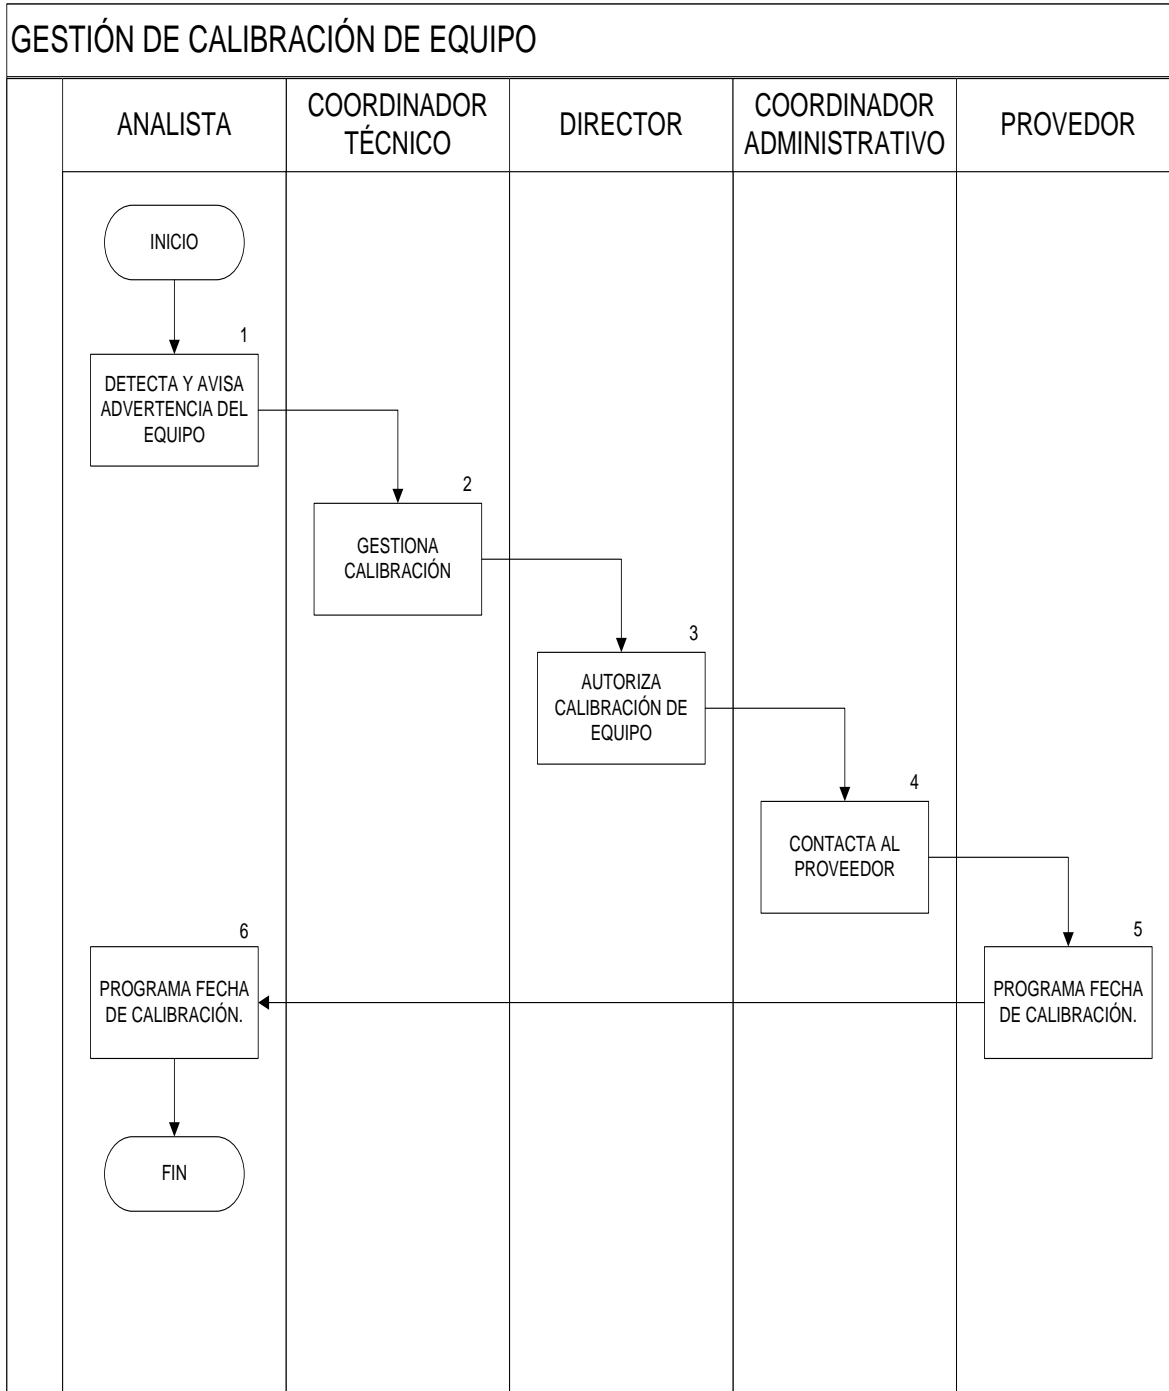 GESTIÓN DE CALIBRACIÓN DE EQUIPO
ANALISTA
COORDINADOR
TÉCNICO
DIRECTOR
COORDINADOR
ADMINISTRATIVO
PROVEDOR
INICIO
1
DETECTA Y AVISA
ADVERTENCIA DEL
EQUIPO
2
GESTIONA
CALIBRACIÓN
3
AUTORIZA
CALIBRACIÓN DE
EQUIPO
4
CONTACTA AL
PROVEEDOR
5
PROGRAMA FECHA
DE CALIBRACIÓN.
6
PROGRAMA FECHA
DE CALIBRACIÓN.
FIN